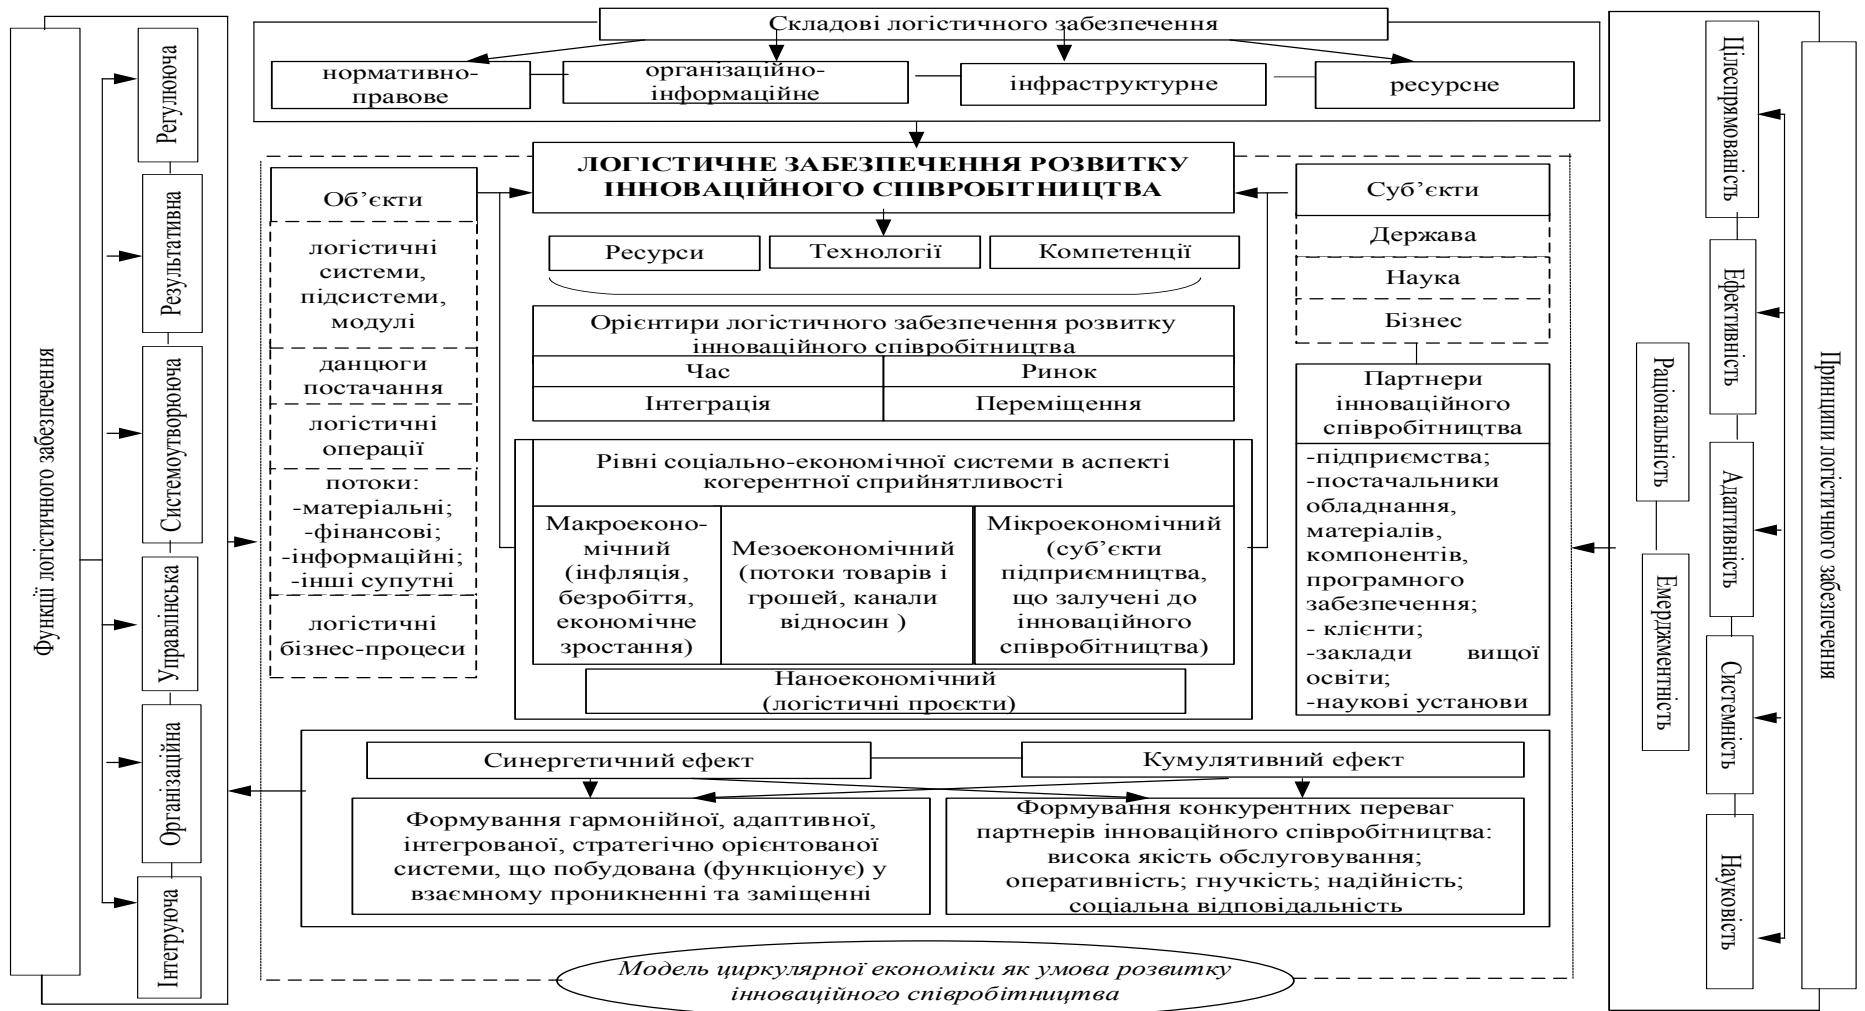 Складові логістичного забезпечення
нормативно-
правове
організаційно-
інформаційне
інфраструктурне
ресурсне
Функції логістичного забезпечення
Регулююча
Результативна
Системоутворююча
Управлінська
Організаційна
Інтегруюча
ЛОГІСТИЧНЕ ЗАБЕЗПЕЧЕННЯ РОЗВИТКУ
ІННОВАЦІЙНОГО СПІВРОБІТНИЦТВА
Об’єкти
логістичні
системи,
підсистеми,
модулі
данцюги
постачання
логістичні
операції
потоки:
-матеріальні;
-фінансові;
-інформаційні;
-інші супутні
логістичні
бізнес-процеси
Ресурси
Технології
Компетенції
Орієнтири логістичного забезпечення розвитку
інноваційного співробітництва
Час
Ринок
Інтеграція
Переміщення
Рівні соціально-економічної системи в аспекті
когерентної сприйнятливості
Макроеконо-
мічний
(інфляція,
безробіття,
економічне
зростання)
Мезоекономічний
(потоки товарів і
грошей, канали
відносин )
Мікроекономічний
(суб’єкти
підприємництва,
що залучені до
інноваційного
співробітництва)
Наноекономічний
(логістичні проєкти)
Суб’єкти
Держава
Наука
Бізнес
Партнери
інноваційного
співробітництва
-підприємства;
-постачальники
обладнання,
матеріалів,
компонентів,
програмного
забезпечення;
- клієнти;
-заклади вищої
освіти;
-наукові установи
Синергетичний ефект
Кумулятивний ефект
Формування гармонійної, адаптивної,
інтегрованої, стратегічно орієнтованої
системи, що побудована (функціонує) у
взаємному проникненні та заміщенні
Формування конкурентних переваг
партнерів інноваційного співробітництва:
висока якість обслуговування;
оперативність; гнучкість; надійність;
соціальна відповідальність
Модель циркулярної економіки як умова розвитку
інноваційного співробітництва
Раціональність
Емерджентність
Цілеспрямованість
Ефективність
Адаптивність
Системність
Науковість
Принципи логістичного забезпечення